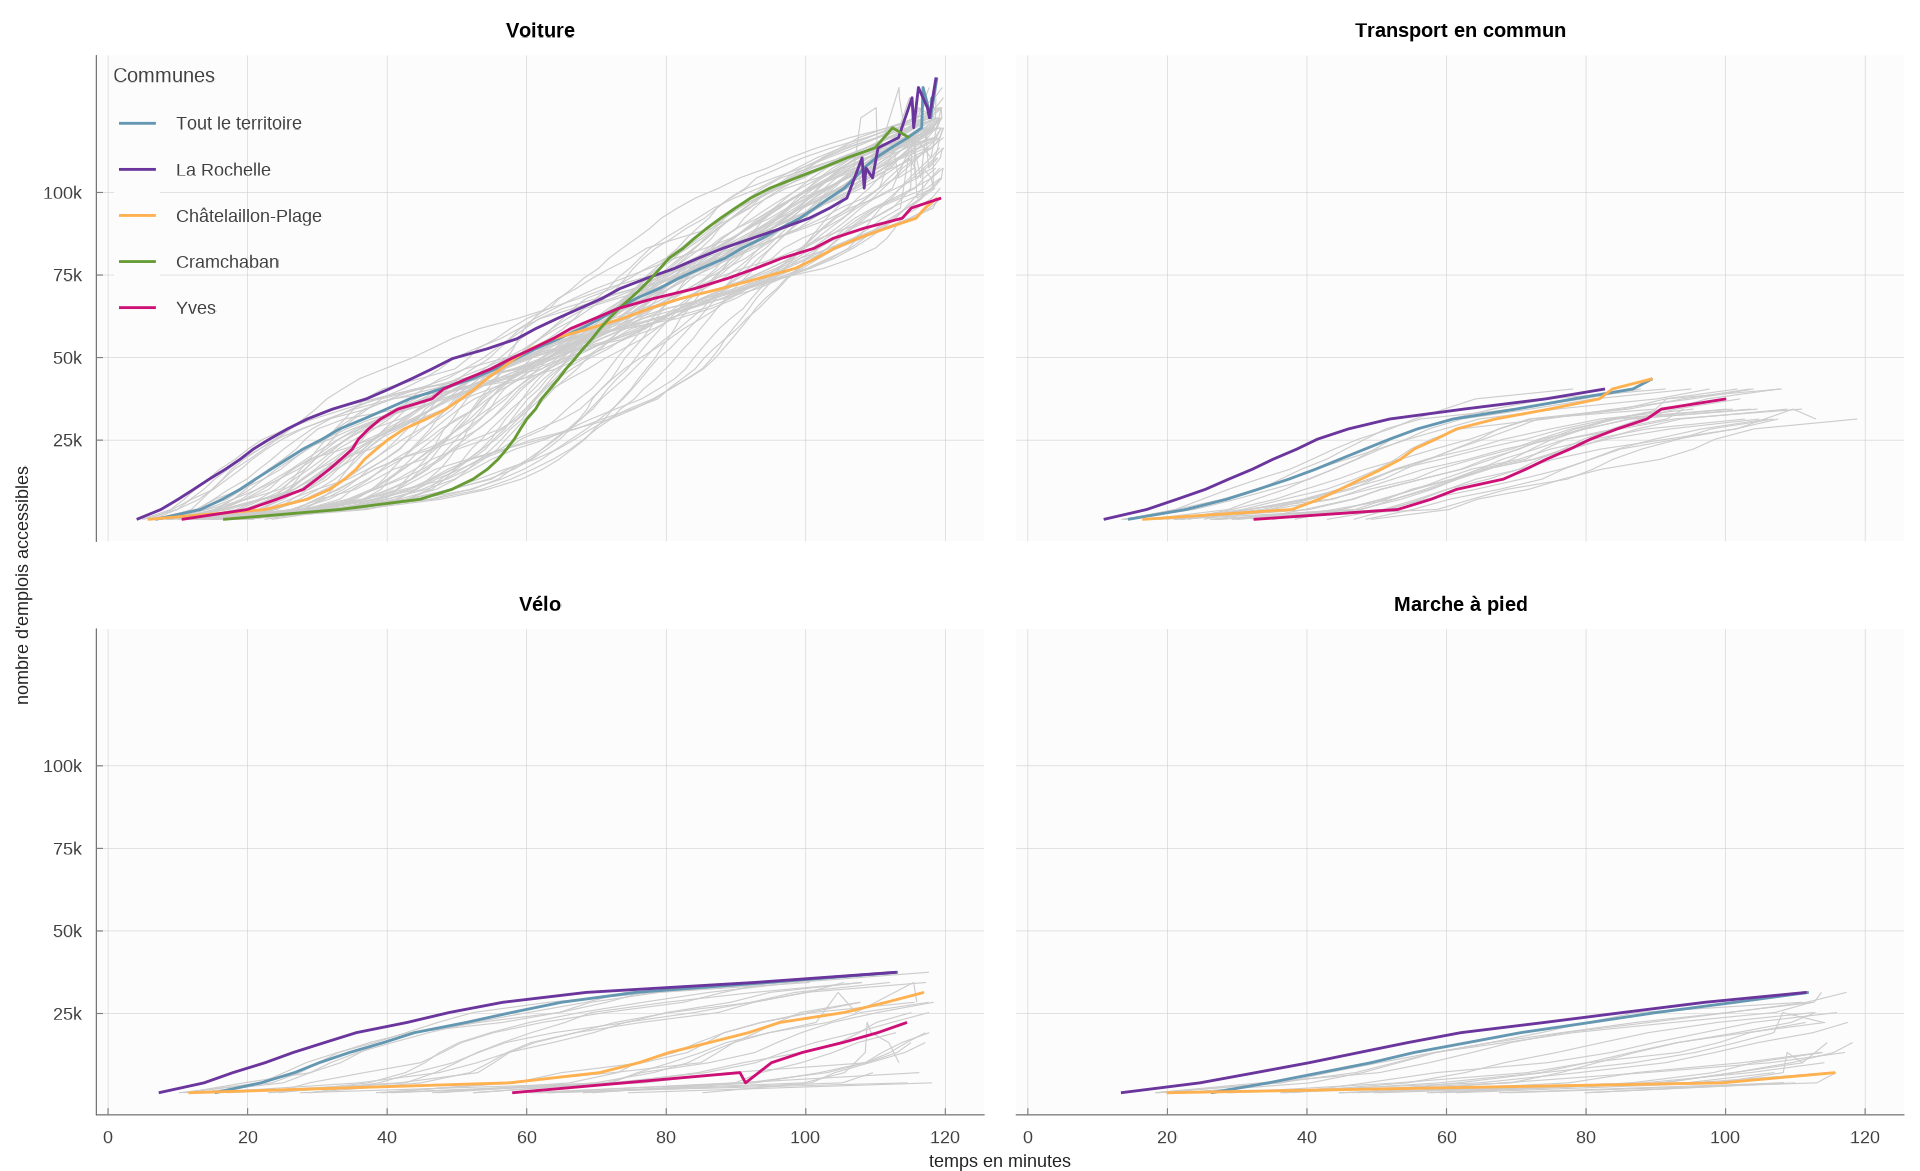 Voiture
Transport en commun
Communes
Tout le territoire
La Rochelle
Châtelaillon-Plage
Cramchaban
Yves
100k
75k
50k
25k
nombre d'emplois accessibles
Vélo
Marche à pied
100k
75k
50k
25k
0 20 40 60 80 100 120
0 20 40 60 80 100 120
temps en minutes